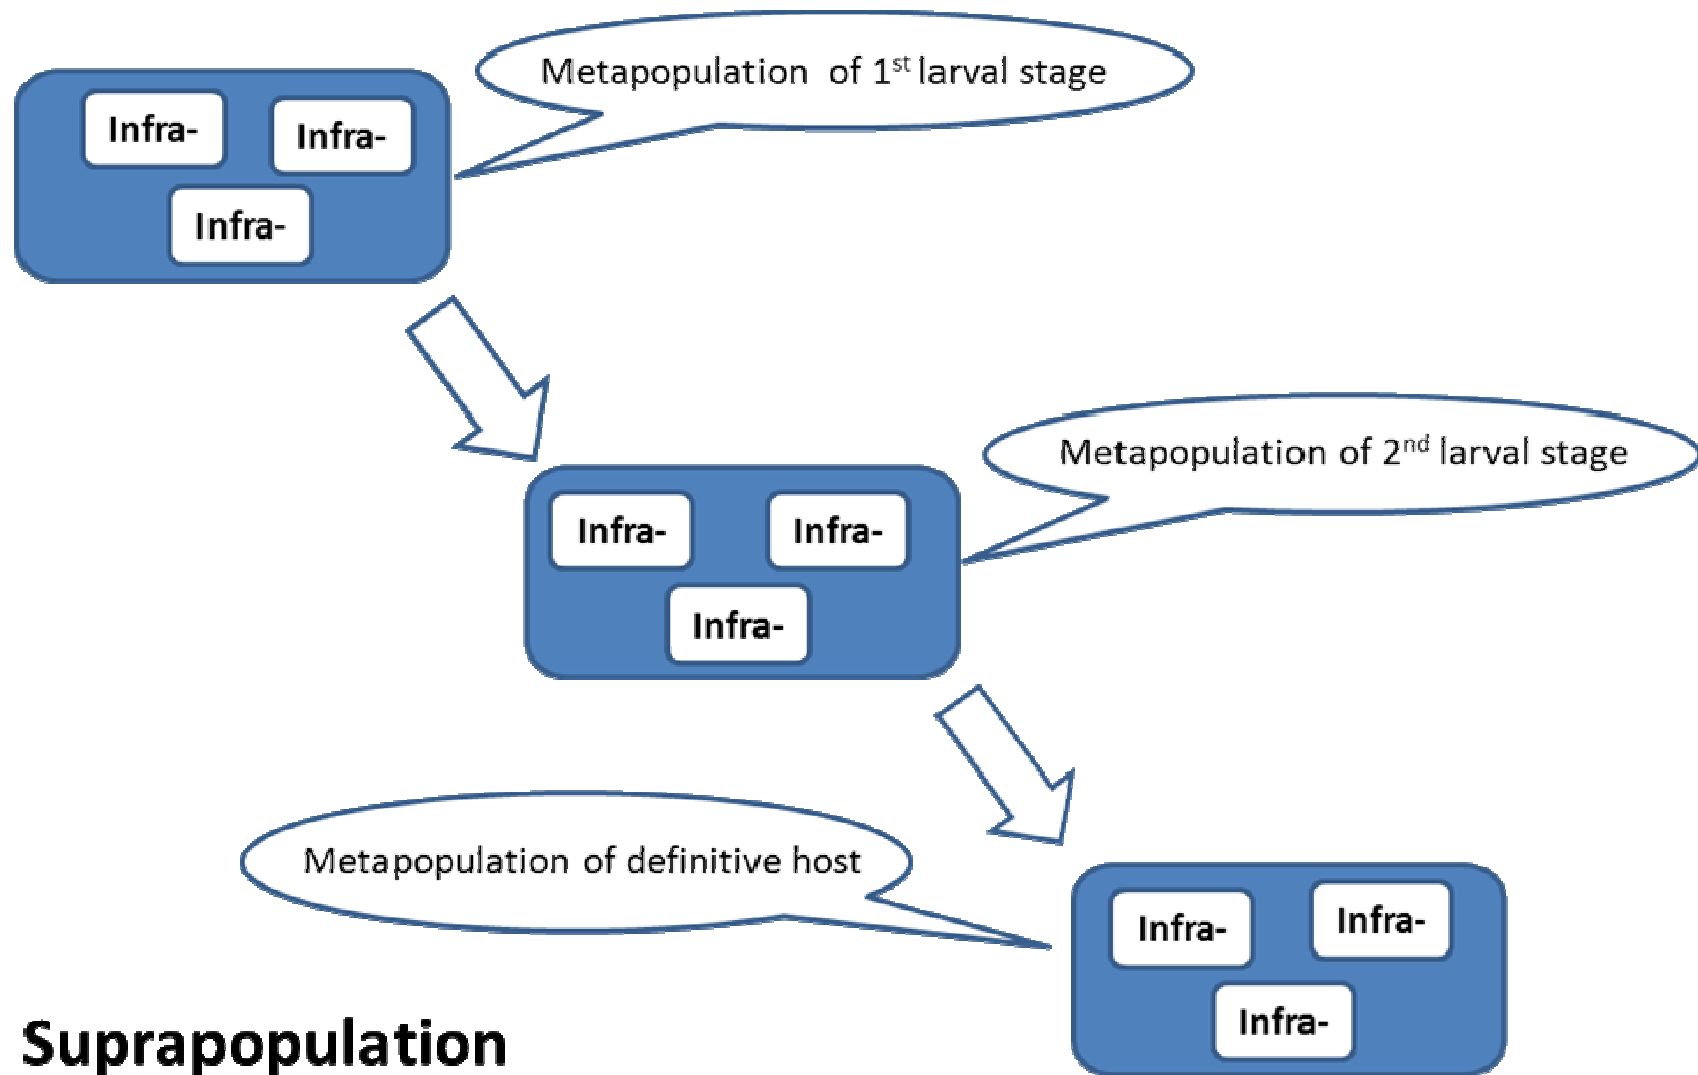 Metapopulation of 1st larval stage
Infra-
Infra-
Infra-
Metapopulation of 2nd larval stage
Infra-
Infra-
Infra-
Metapopulation of definitive host
Infra-
Infra-
Infra-
Suprapopulation